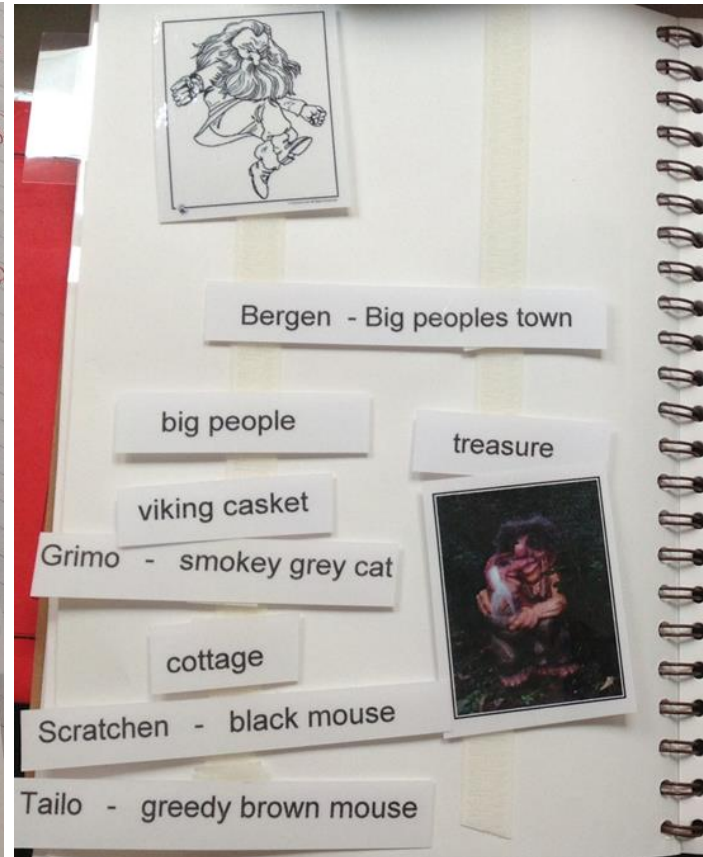 Bergen - Big peoples town
big people
treasure
viking casket
Grimo - smokey grey cat
cottage
Scratchen - black mouse
Tailo - greedy brown mouse